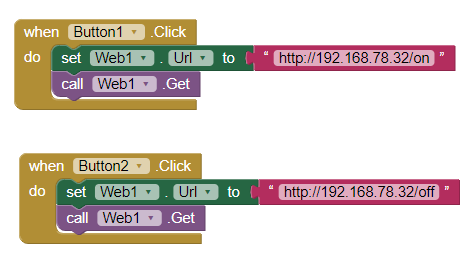 when Button1 .Click
do set Web1 . Url to " http://192.168.78.32/on "
call Web1 .Get
when Button2 .Click
do set Web1 . Url to " http://192.168.78.32/off "
call Web1 .Get